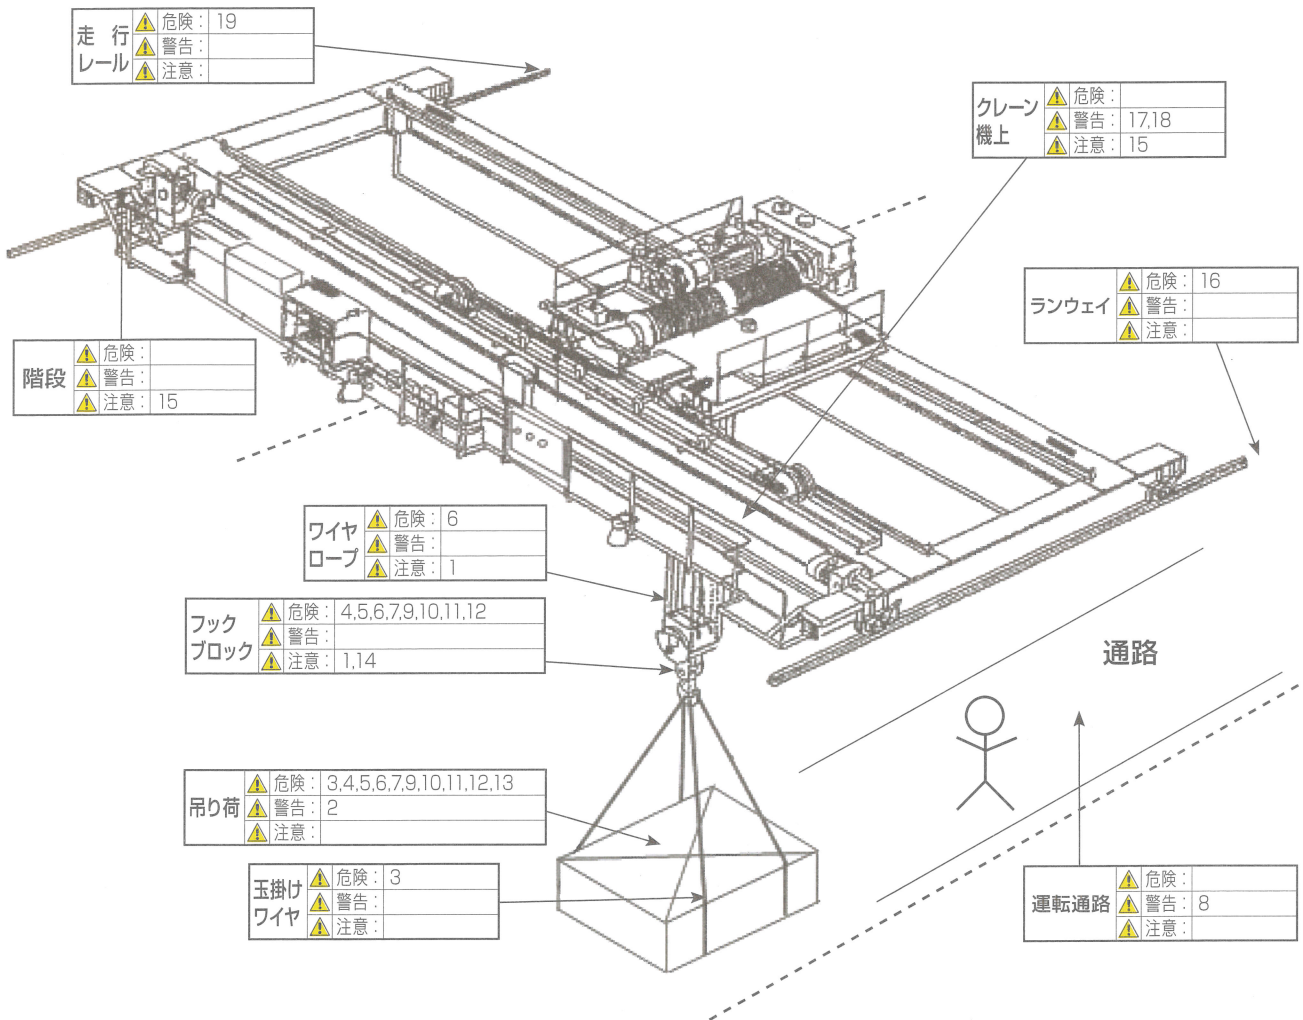 走行
レール
危険：19
警告：
注意：
クレーン
機上
危険：
警告：17,18
注意：15
ランウェイ
危険：16
警告：
注意：
階段
危険：
警告：
注意：15
ワイヤ
ロープ
危険：6
警告：
注意：1
フック
ブロック
危険：4,5,6,7,9,10,11,12
警告：
注意：1,14
通路
吊り荷
危険：3,4,5,6,7,9,10,11,12,13
警告：2
注意：
玉掛け
ワイヤ
危険：3
警告：
注意：
運転通路
危険：
警告：8
注意：